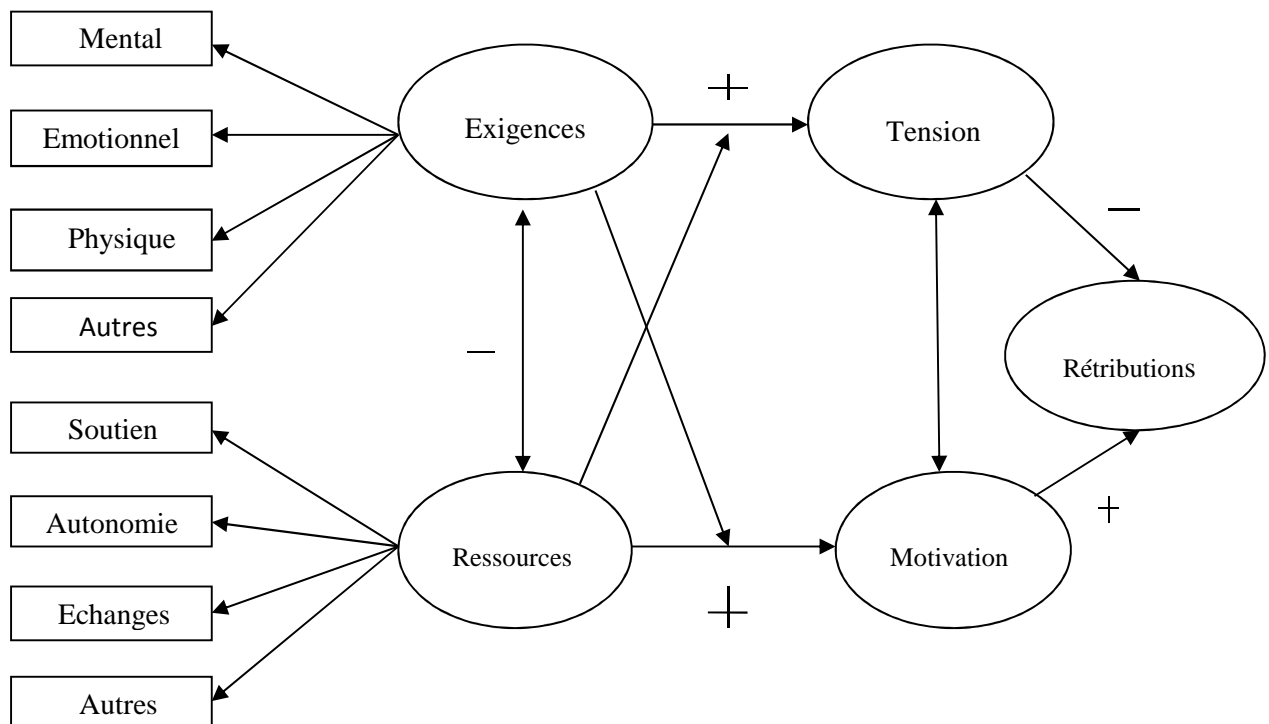 Mental
Emotionnel
Physique
Autres
Soutien
Autonomie
Echanges
Autres
Exigences
Ressources
+
—
+
Tension
Motivation
—
+
Rétributions